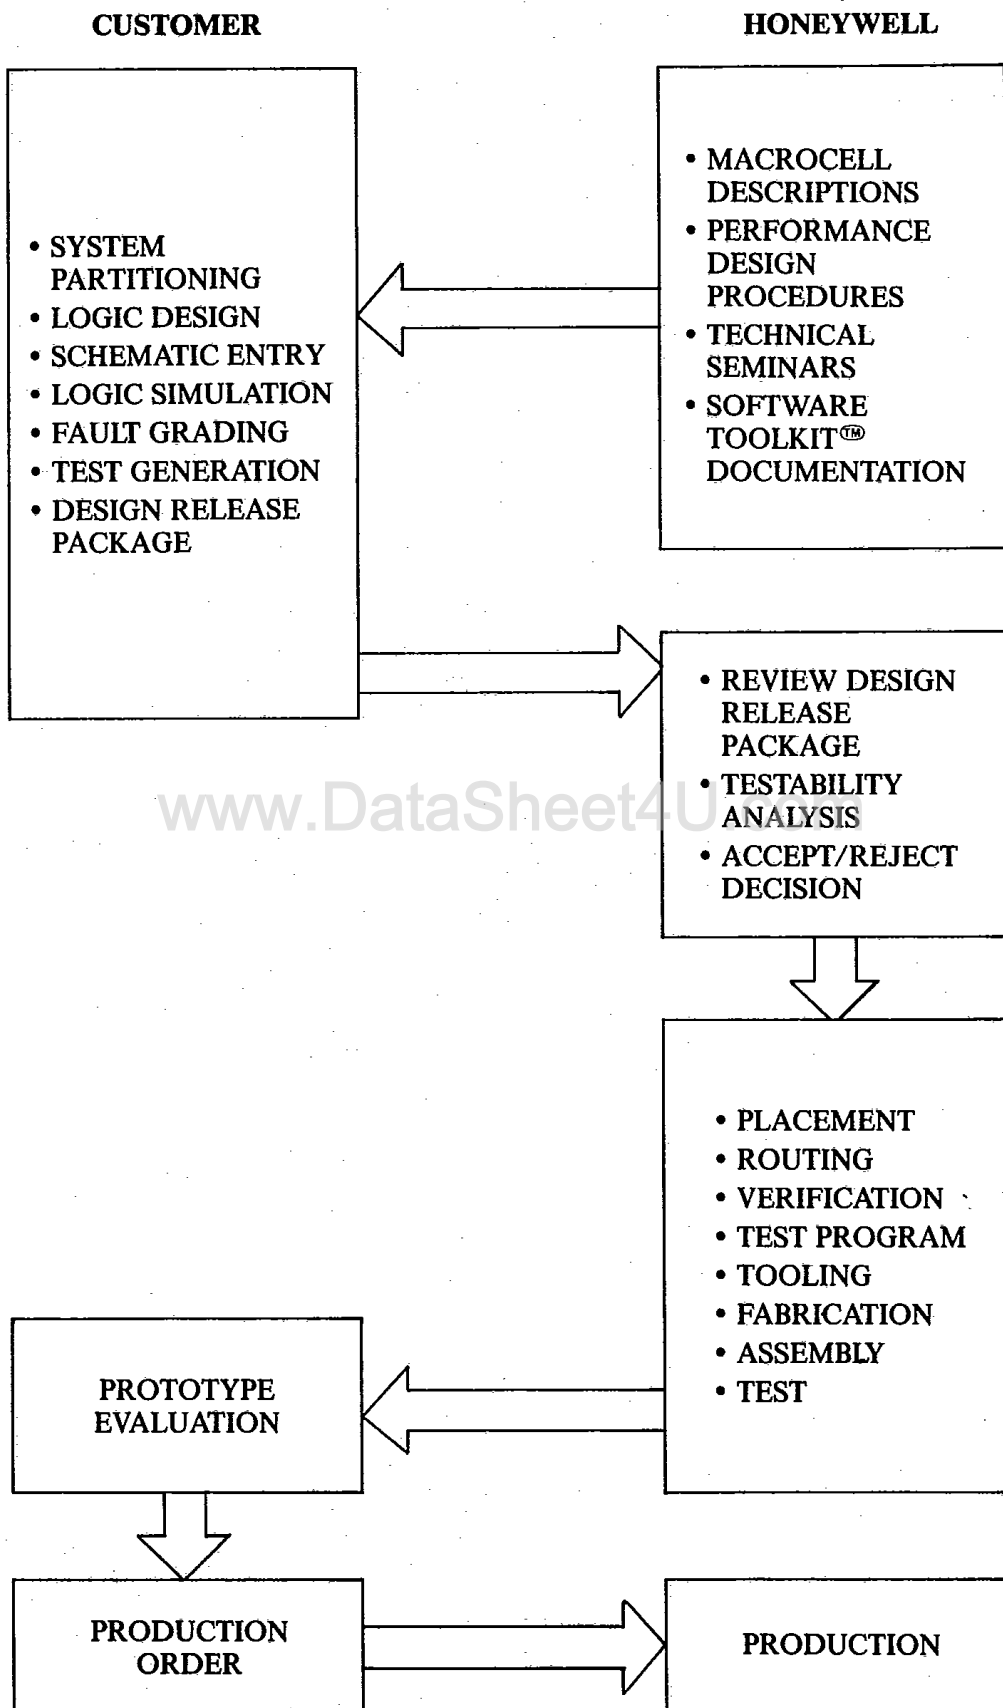 CUSTOMER
HONEYWELL
• SYSTEM
PARTITIONING
• LOGIC DESIGN
• SCHEMATIC ENTRY
• LOGIC SIMULATION
• FAULT GRADING
• TEST GENERATION
• DESIGN RELEASE
PACKAGE
• MACROCELL
DESCRIPTIONS
• PERFORMANCE
DESIGN
PROCEDURES
• TECHNICAL
SEMINARS
• SOFTWARE
TOOLKIT™
DOCUMENTATION
• REVIEW DESIGN
RELEASE
PACKAGE
• TESTABILITY
ANALYSIS
• ACCEPT/REJECT
DECISION
www.DataSheet4U.com
• PLACEMENT
• ROUTING
• VERIFICATION
• TEST PROGRAM
• TOOLING
• FABRICATION
• ASSEMBLY
• TEST
PROTOTYPE
EVALUATION
PRODUCTION
ORDER
PRODUCTION